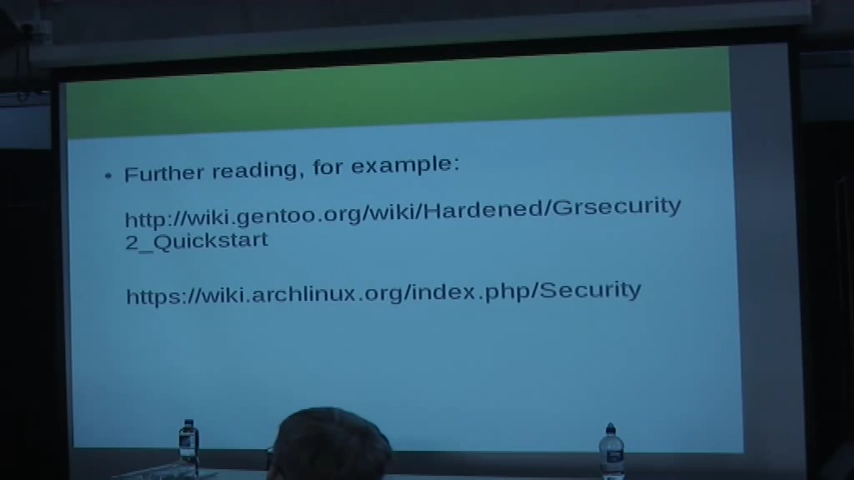 • Further reading, for example:
http://wiki.gentoo.org/wiki/Hardened/Grsecurity
2_Quickstart
https://wiki.archlinux.org/index.php/Security